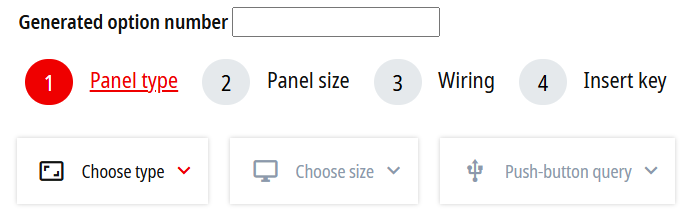 Generated option number
1 Panel type 2 Panel size 3 Wiring 4 Insert key
Choose type Choose size Push-button query